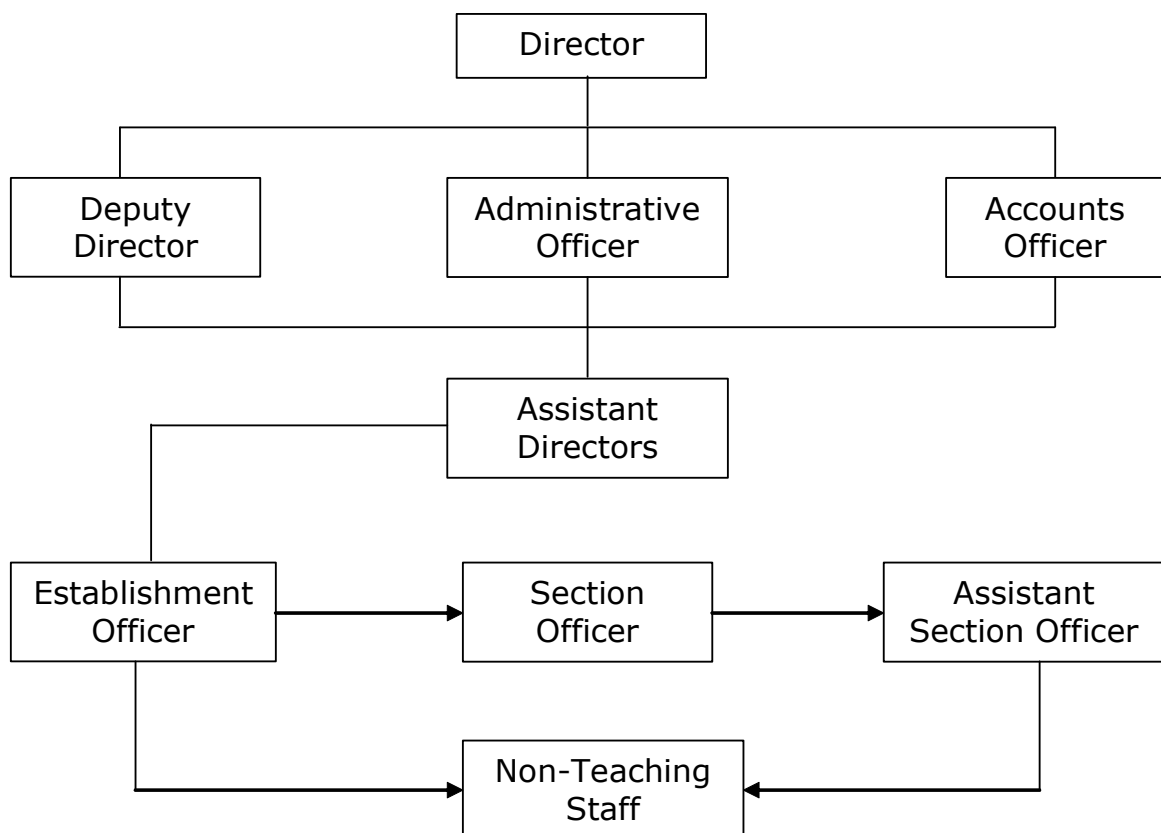 Director
Deputy
Director
Administrative
Officer
Accounts
Officer
Assistant
Directors
Establishment
Officer
Section
Officer
Assistant
Section Officer
Non-Teaching
Staff